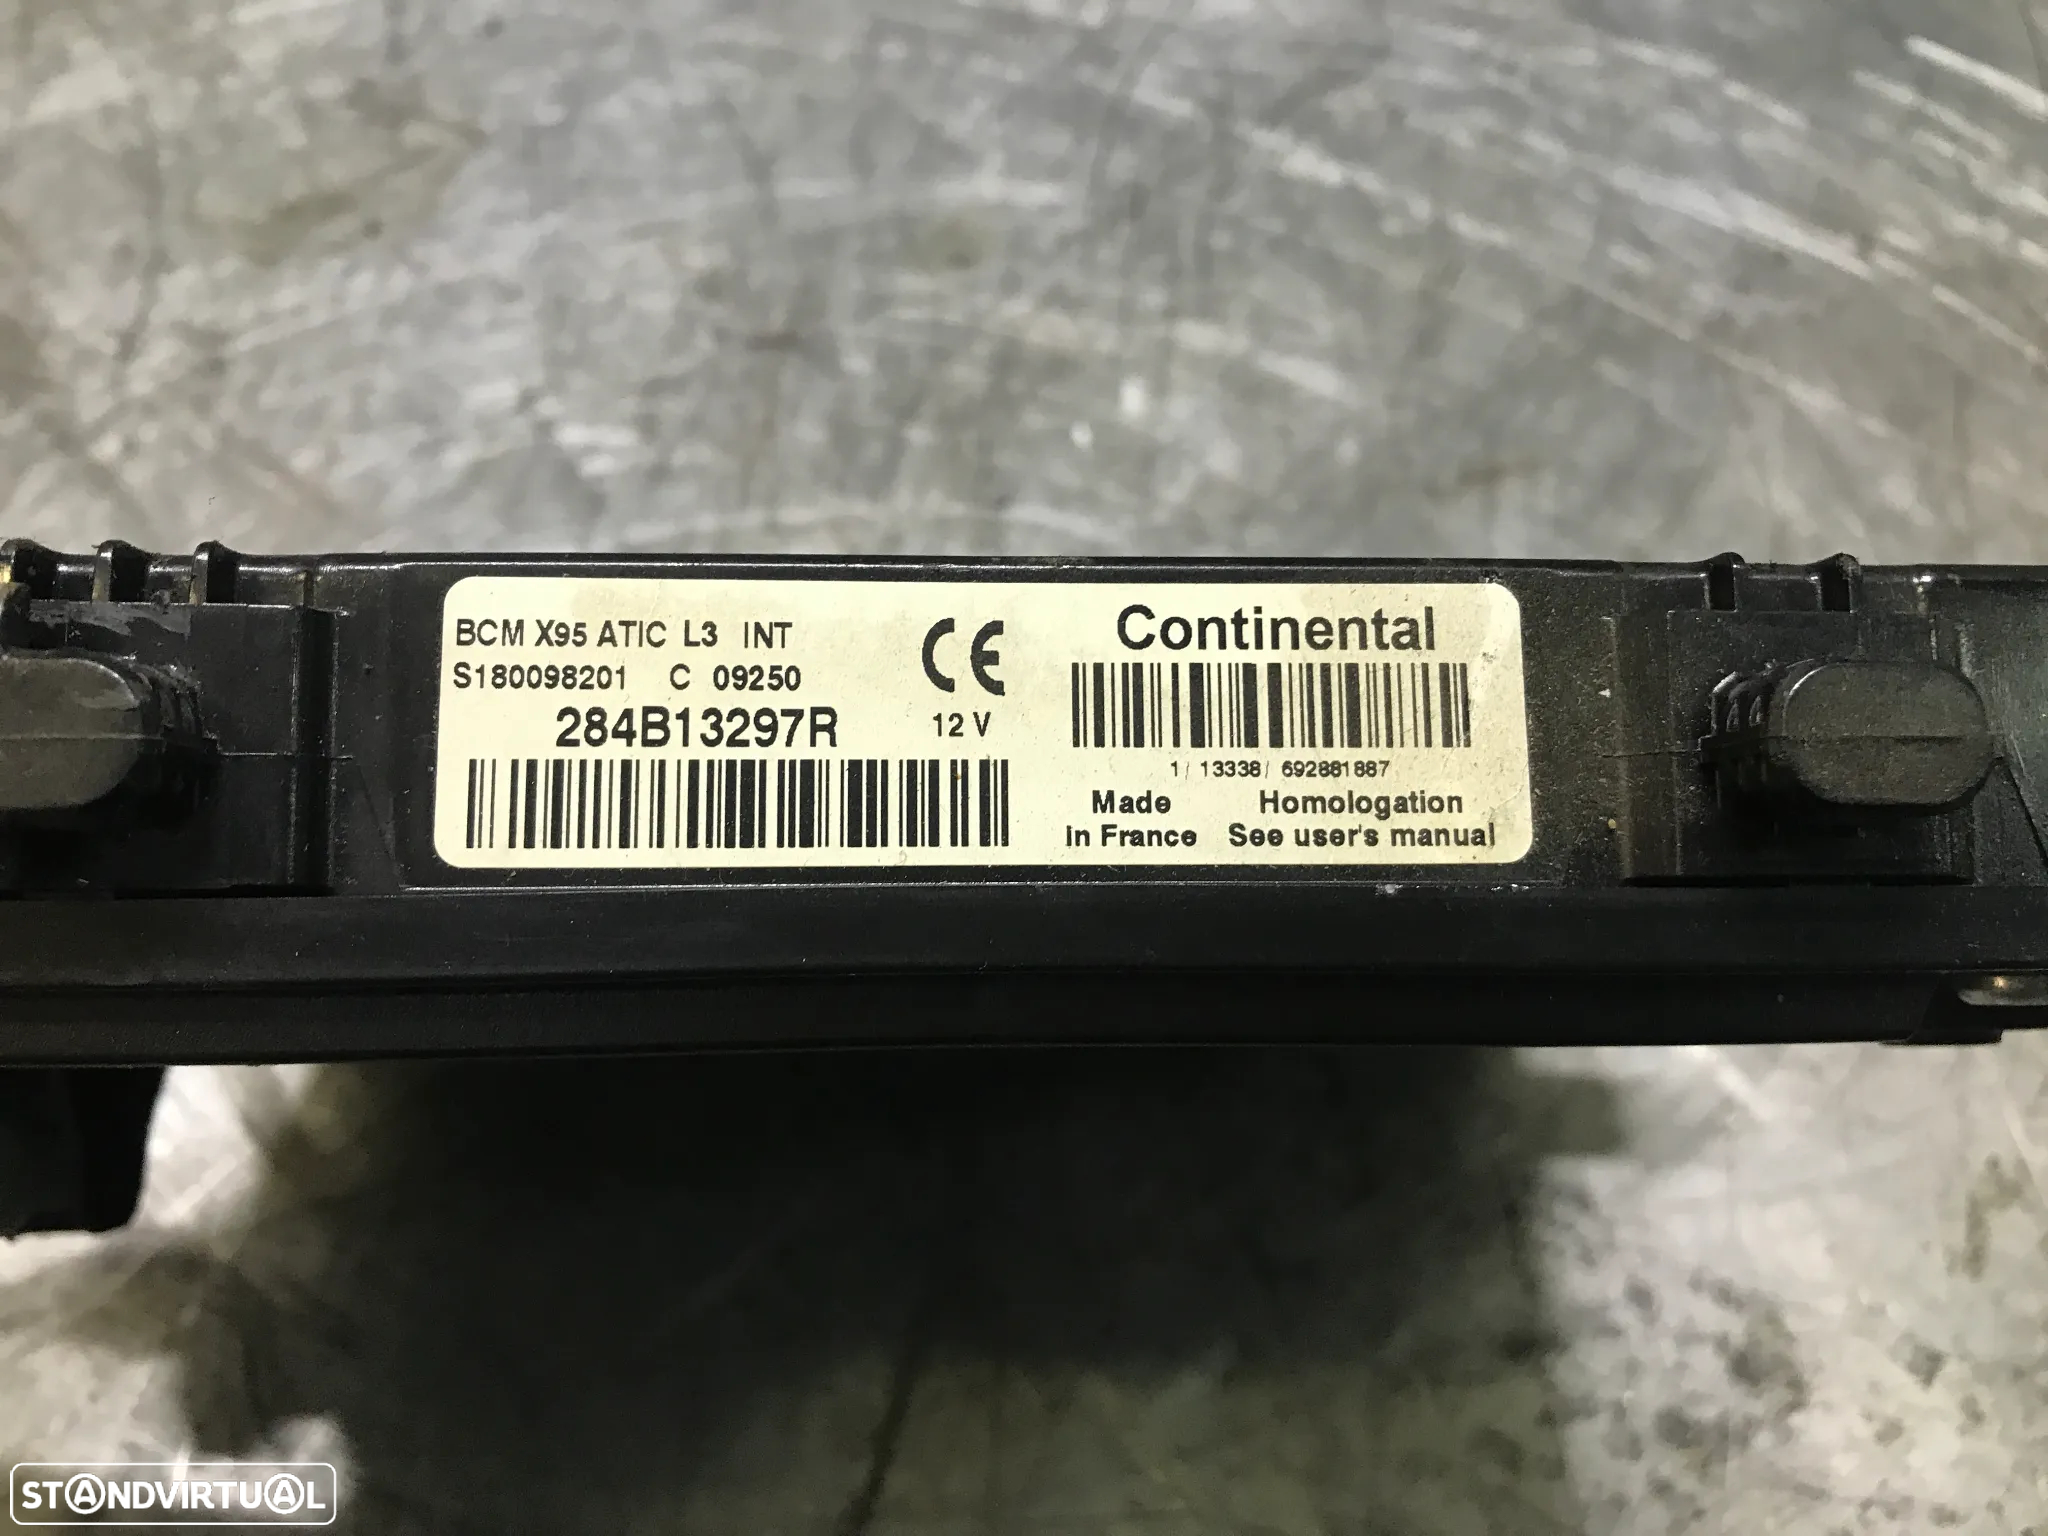 BCM X95 ATIC L3 INT
S180098201 C 09250
284B13297R
CE
12 V
Continental
1/ 13338/ 692881887
Made
in France
Homologation
See user's manual
STANDVIRTUAL